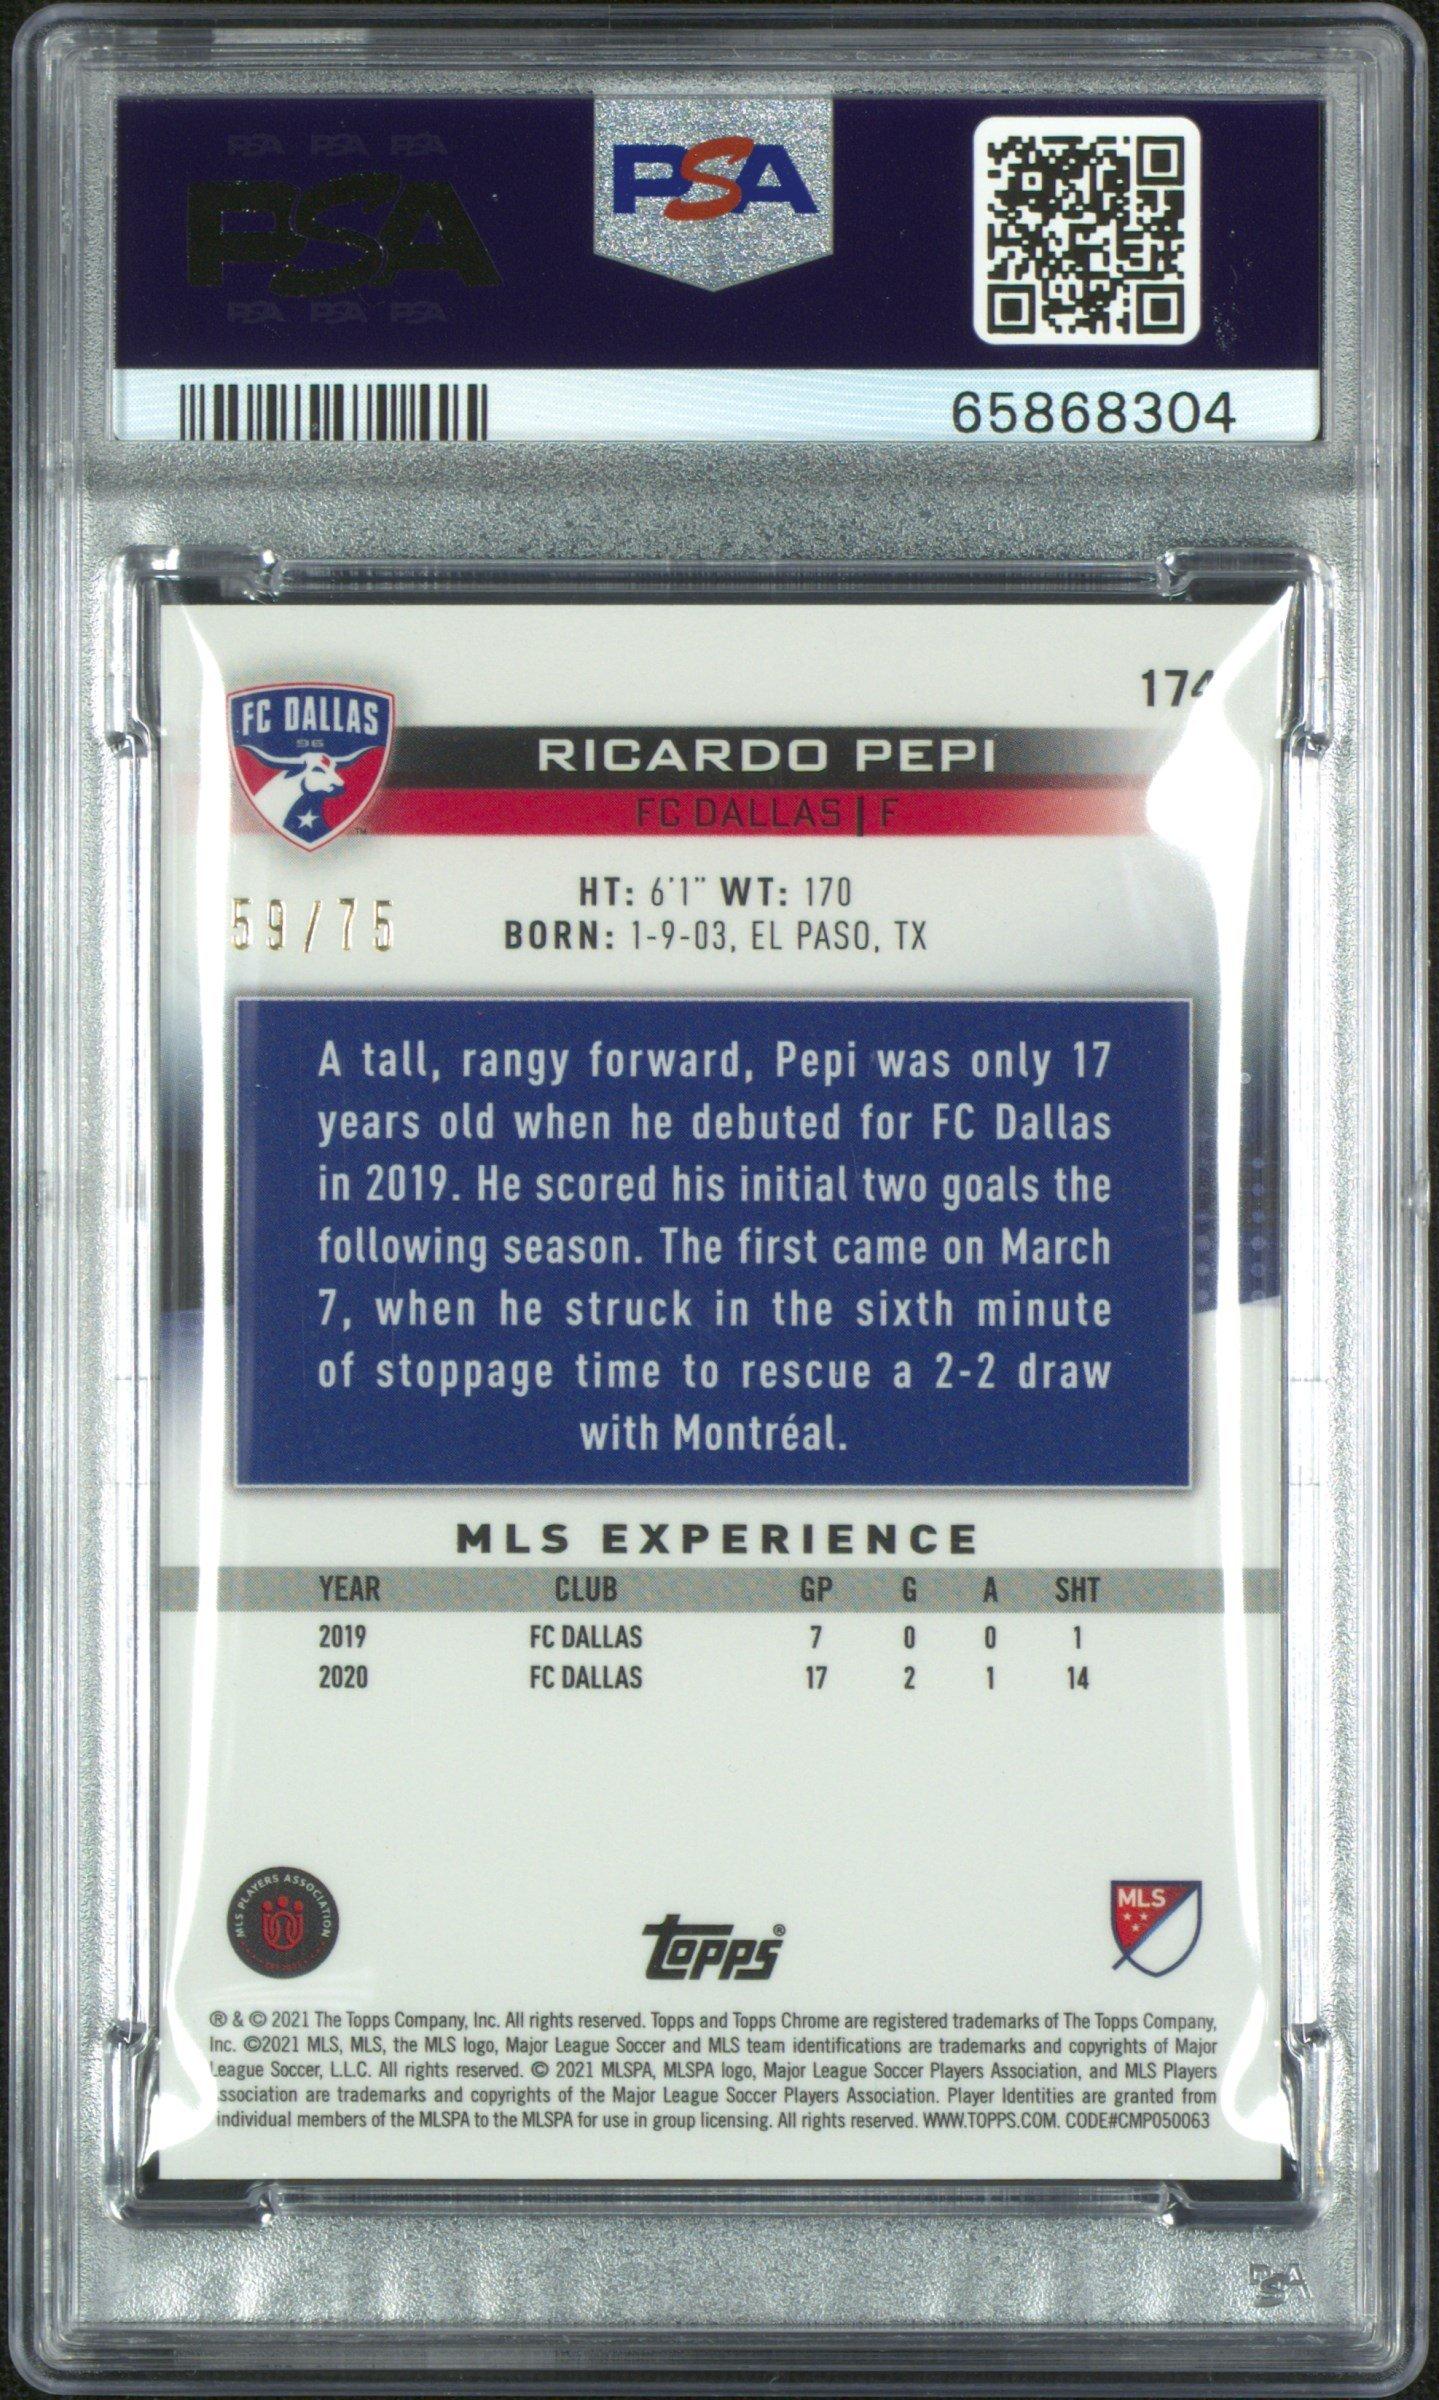 PSA PSA PSA
PSA
PSA
PSA PSA PSA
65868304
174
FC DALLAS
96
RICARDO PEPI
FC DALLAS | F
59/75
HT: 6'1" WT: 170
BORN: 1-9-03, EL PASO, TX
A tall, rangy forward, Pepi was only 17
years old when he debuted for FC Dallas
in 2019. He scored his initial two goals the
following season. The first came on March
7, when he struck in the sixth minute
of stoppage time to rescue a 2-2 draw
with Montréal.
MLS EXPERIENCE
YEAR CLUB GP G A SHT
2019 FC DALLAS 7 0 0 1
2020 FC DALLAS 17 2 1 14
MLS PLAYERS ASSOCIATION
Topps®
MLS
® & © 2021 The Topps Company, Inc. All rights reserved. Topps and Topps Chrome are registered trademarks of The Topps Company,
Inc. ©2021 MLS, MLS, the MLS logo, Major League Soccer and MLS team identifications are trademarks and copyrights of Major
League Soccer, L.L.C. All rights reserved. © 2021 MLSPA, MLSPA logo, Major League Soccer Players Association, and MLS Players
ssociation are trademarks and copyrights of the Major League Soccer Players Association. Player Identities are granted from
individual members of the MLSPA to the MLSPA for use in group licensing. All rights reserved. WWW.TOPPS.COM. CODE#CMP050063
PSA